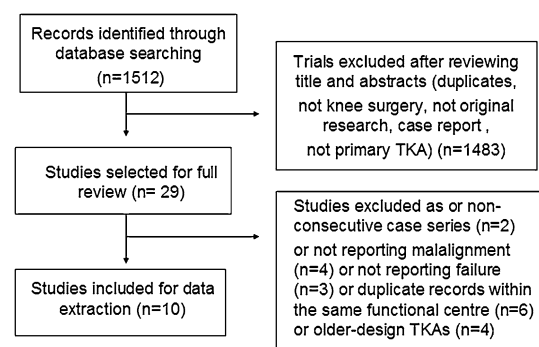 Records identified through
database searching
(n=1512)
Trials excluded after reviewing
title and abstracts (duplicates,
not knee surgery, not original
research, case report ,
not primary TKA) (n=1483)
Studies selected for full
review (n= 29)
Studies excluded as or non-
consecutive case series (n=2)
or not reporting malalignment
(n=4) or not reporting failure
(n=3) or duplicate records within
the same functional centre (n=6)
or older-design TKAs (n=4)
Studies included for data
extraction (n=10)